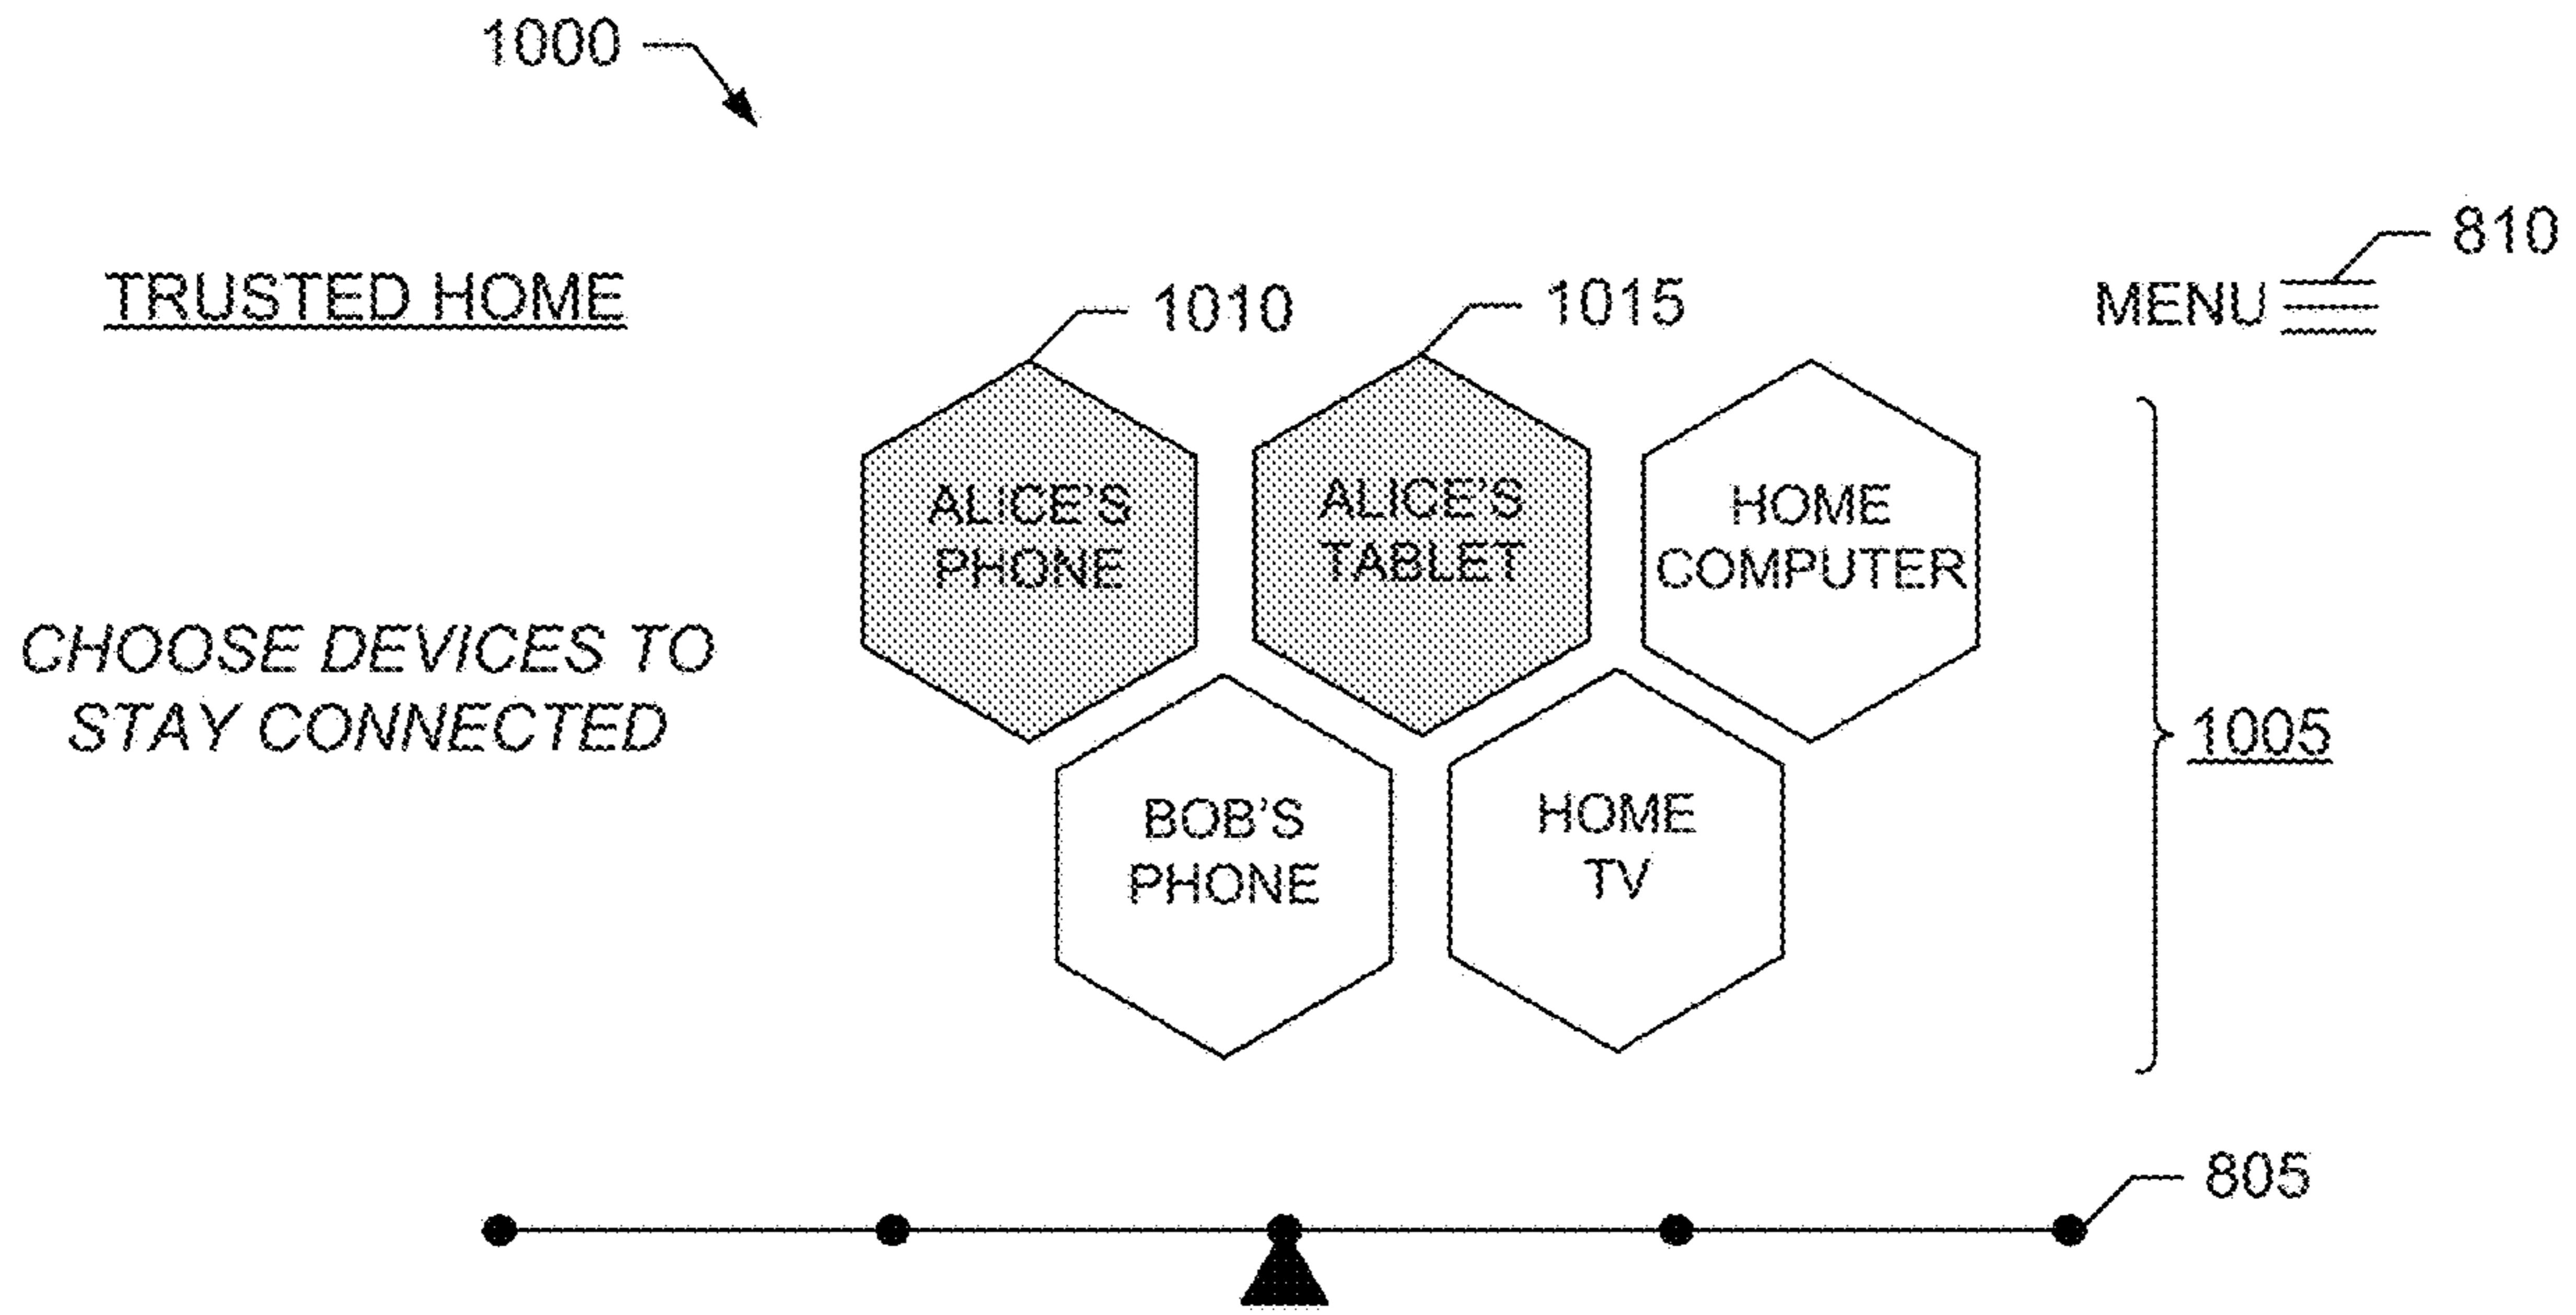 1000
810
TRUSTED HOME
1010
1015
MENU
ALICE'S
PHONE
ALICE'S
TABLET
HOME
COMPUTER
CHOOSE DEVICES TO
STAY CONNECTED
1005
BOB'S
PHONE
HOME
TV
805